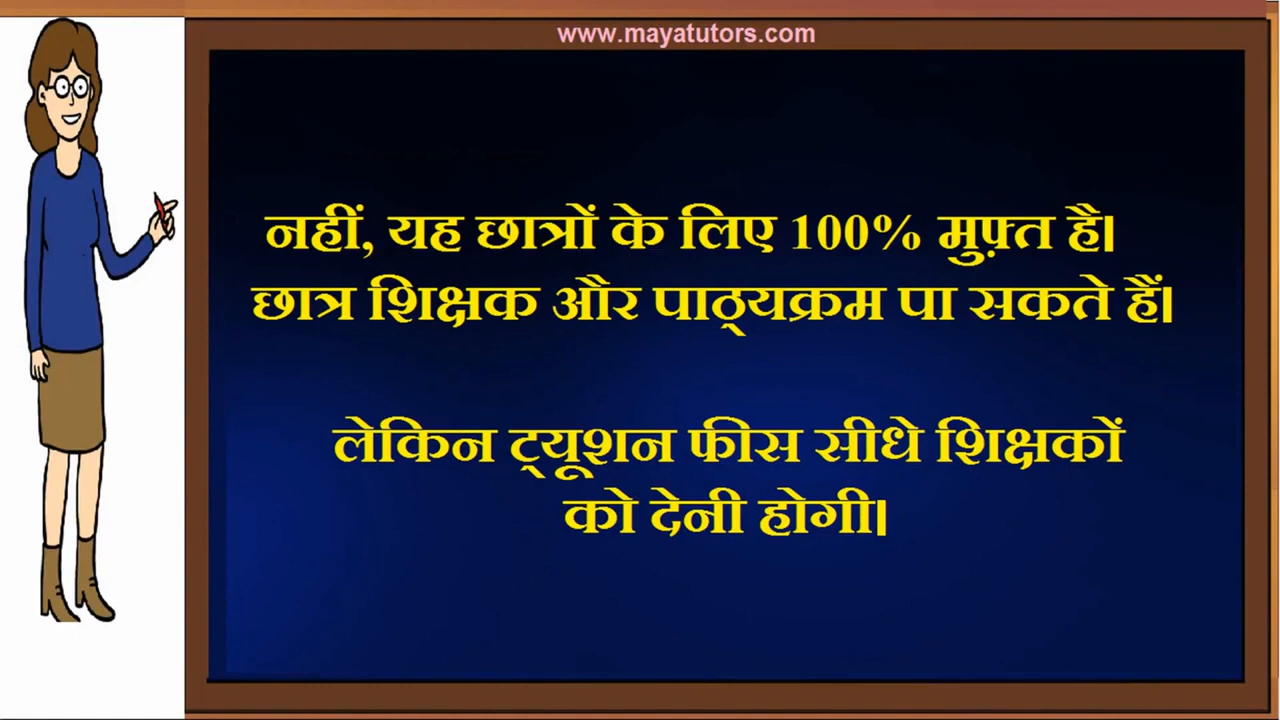 www.mayatutors.com
नहीं, यह छात्रों के लिए 100% मुफ़्त है।
छात्र शिक्षक और पाठ्यक्रम पा सकते हैं।
लेकिन ट्यूशन फीस सीधे शिक्षकों
को देनी होगी।